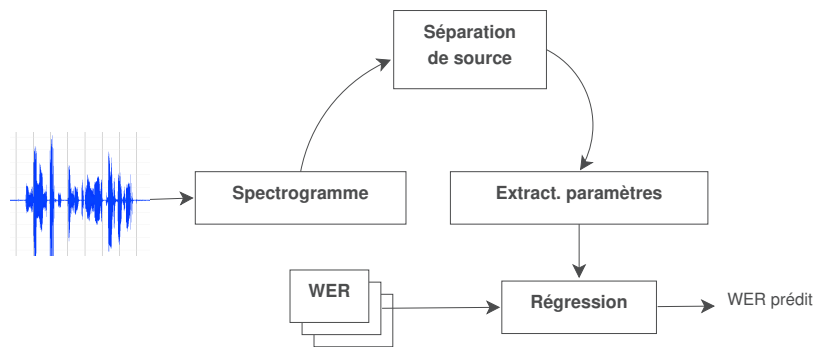 Séparation
de source
Spectrogramme
Extract. paramètres
WER
Régression
WER prédit